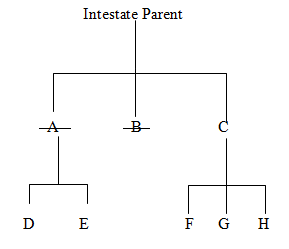 Intestate Parent
A B C
D E F G H